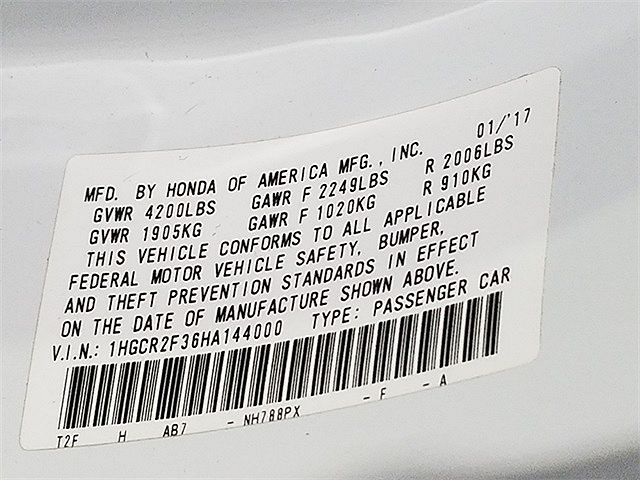 01/'17
MFD. BY HONDA OF AMERICA MFG., INC.
GVWR 4200LBS GAWR F 2249LBS R 2006LBS
GVWR 1905KG GAWR F 1020KG R 910KG
THIS VEHICLE CONFORMS TO ALL APPLICABLE
FEDERAL MOTOR VEHICLE SAFETY, BUMPER,
AND THEFT PREVENTION STANDARDS IN EFFECT
ON THE DATE OF MANUFACTURE SHOWN ABOVE.
V.I.N.: 1HGCR2F36HA144000 TYPE: PASSENGER CAR
T2F H AB7 - NH788PX - F - A